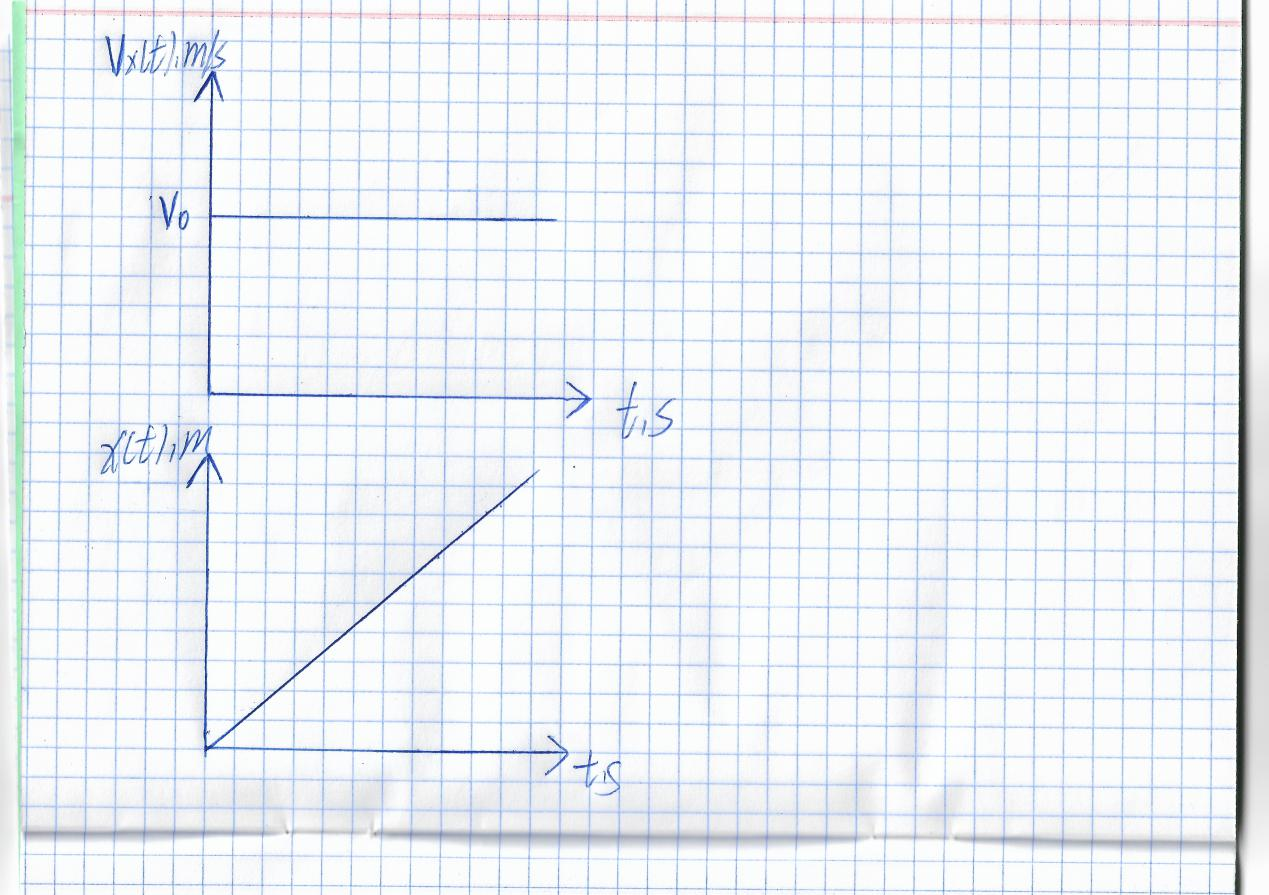 Vx(t), m/s
V0
t, s
x(t), m
t, s